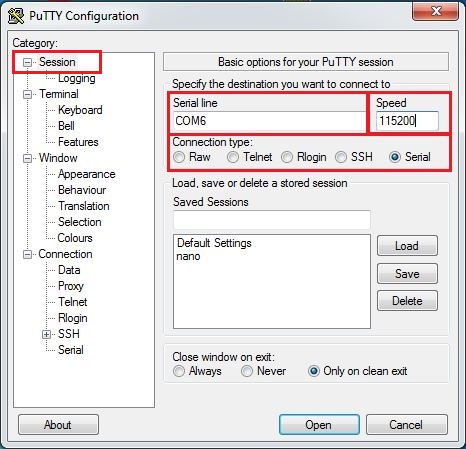 PuTTY Configuration
Category:
Session
Logging
Terminal
Keyboard
Bell
Features
Window
Appearance
Behaviour
Translation
Selection
Colours
Connection
Data
Proxy
Telnet
Rlogin
SSH
Serial
Basic options for your PuTTY session
Specify the destination you want to connect to
Serial line Speed
COM6 115200
Connection type:
Raw Telnet Rlogin SSH Serial
Load, save or delete a stored session
Saved Sessions
Default Settings
nano
Load
Save
Delete
Close window on exit:
Always Never Only on clean exit
About Open Cancel